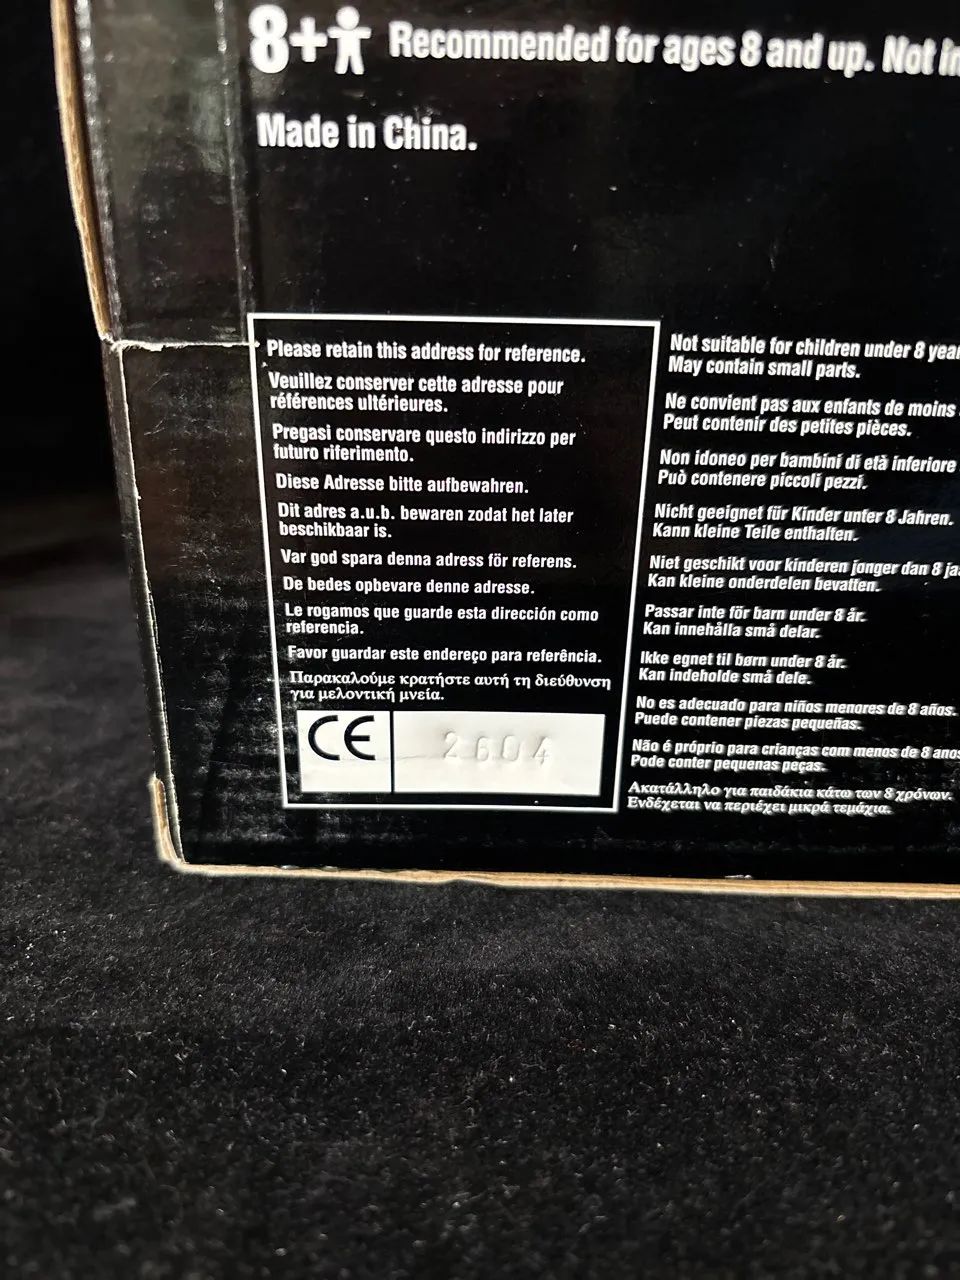 8+ Recommended for ages 8 and up. Not in
Made in China.
Please retain this address for reference.
Veuillez conserver cette adresse pour
références ultérieures.
Pregasi conservare questo indirizzo per
futuro riferimento.
Diese Adresse bitte aufbewahren.
Dit adres a.u.b. bewaren zodat het later
beschikbaar is.
Var god spara denna adress för referens.
De bedes opbevare denne adresse.
Le rogamos que guarde esta dirección como
referencia.
Favor guardar este endereço para referência.
Παρακαλούμε κρατήστε αυτή τη διεύθυνση
για μελοντική μνεία.
CE 2604
Not suitable for children under 8 year
May contain small parts.
Ne convient pas aux enfants de moins
Peut contenir des petites pièces.
Non idoneo per bambini di età inferiore
Può contenere piccoli pezzi.
Nicht geeignet für Kinder unter 8 Jahren.
Kann kleine Teile enthalten.
Niet geschikt voor kinderen jonger dan 8 ja
Kan kleine onderdelen bevatten.
Passar inte för barn under 8 år.
Kan innehålla små delar.
Ikke egnet til børn under 8 år.
Kan indeholde små dele.
No es adecuado para niños menores de 8 años.
Puede contener piezas pequeñas.
Não é próprio para crianças com menos de 8 anos
Pode conter pequenas peças.
Ακατάλληλο για παιδάκια κάτω των 8 χρόνων.
Ενδέχεται να περιέχει μικρά τεμάχια.